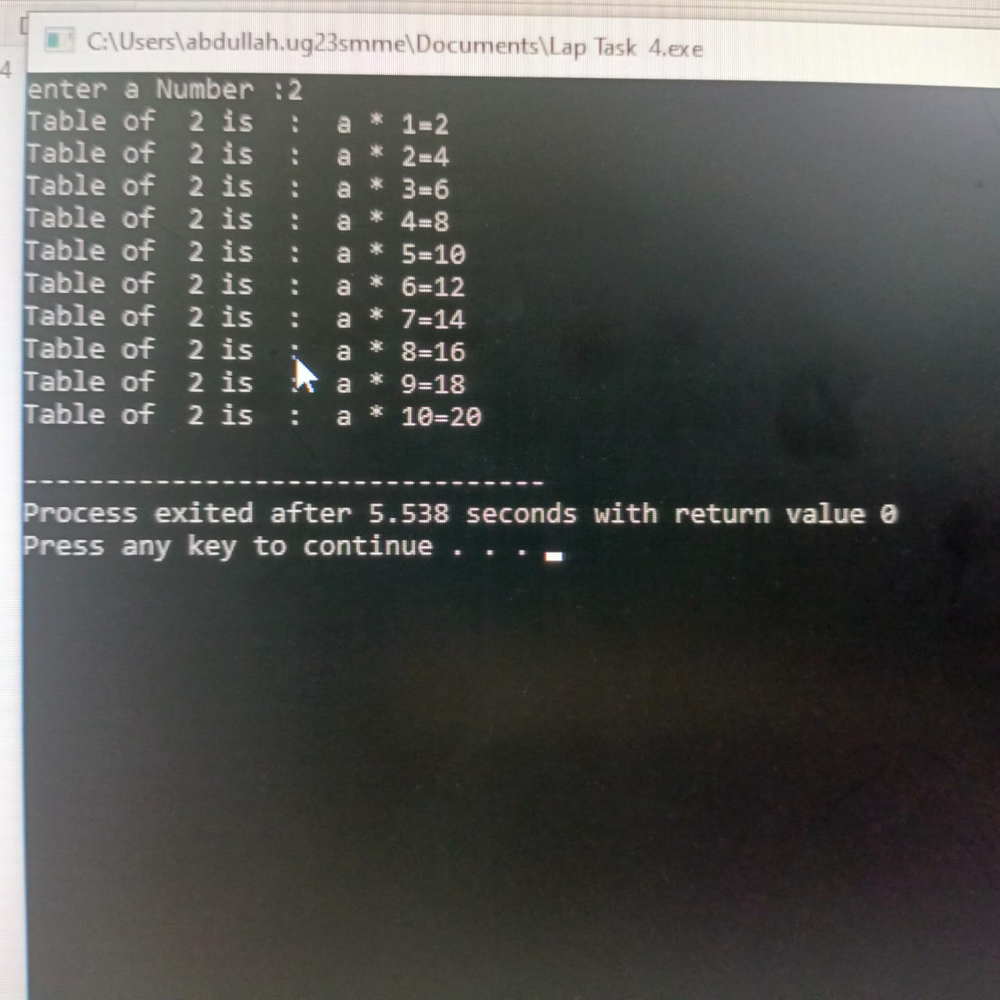 C:\Users\abdullah.ug23smme\Documents\Lap Task  4.exe
4
enter a Number :2
Table of  2 is  :  a * 1=2
Table of  2 is  :  a * 2=4
Table of  2 is  :  a * 3=6
Table of  2 is  :  a * 4=8
Table of  2 is  :  a * 5=10
Table of  2 is  :  a * 6=12
Table of  2 is  :  a * 7=14
Table of  2 is  :  a * 8=16
Table of  2 is  :  a * 9=18
Table of  2 is  :  a * 10=20
--------------------------------
Process exited after 5.538 seconds with return value 0
Press any key to continue . . .